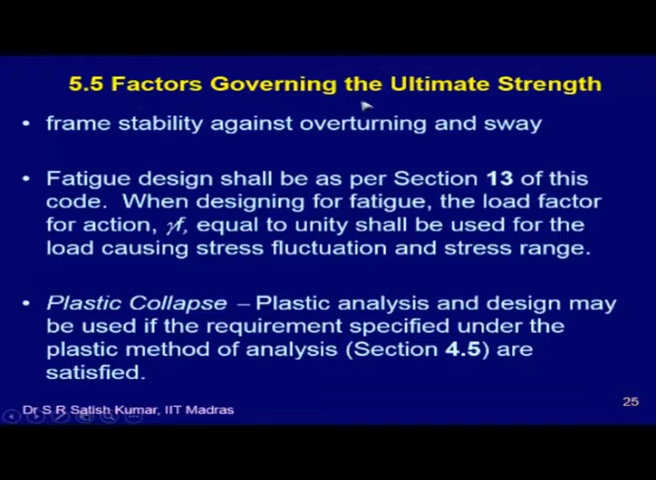 5.5 Factors Governing the Ultimate Strength
• frame stability against overturning and sway
• Fatigue design shall be as per Section 13 of this
code. When designing for fatigue, the load factor
for action, γf, equal to unity shall be used for the
load causing stress fluctuation and stress range.
• Plastic Collapse – Plastic analysis and design may
be used if the requirement specified under the
plastic method of analysis (Section 4.5) are
satisfied.
25
Dr S R Satish Kumar, IIT Madras